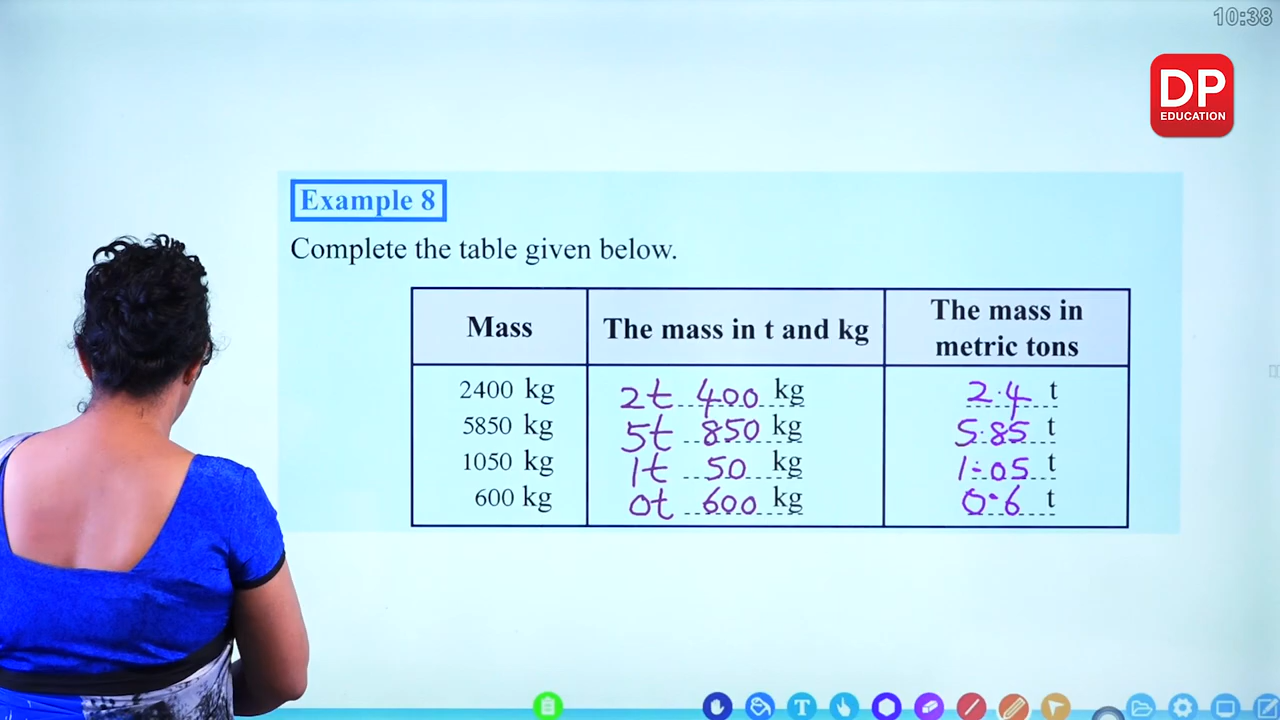 10:38
DP
EDUCATION
Example 8
Complete the table given below.
Mass The mass in t and kg The mass in metric tons
2400 kg 2t 400 kg 2.4 t
5850 kg 5t 850 kg 5.85 t
1050 kg 1t 50 kg 1.05 t
600 kg 0t 600 kg 0.6 t
T